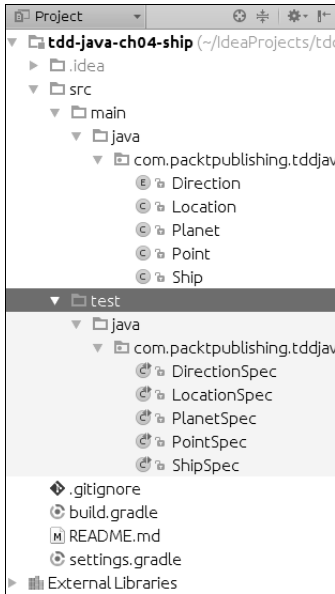 Project
tdd-java-ch04-ship (~/IdeaProjects/tdd
.idea
src
main
java
com.packtpublishing.tddjav
E Direction
C Location
C Planet
C Point
C Ship
test
java
com.packtpublishing.tddjav
C DirectionSpec
C LocationSpec
C PlanetSpec
C PointSpec
C ShipSpec
.gitignore
build.gradle
M README.md
settings.gradle
External Libraries